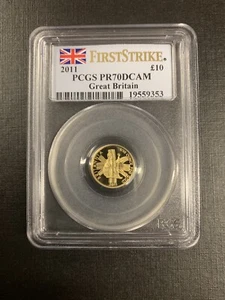 FIRSTSTRIKE®
2011 £10
PCGS PR70DCAM
Great Britain
19559353